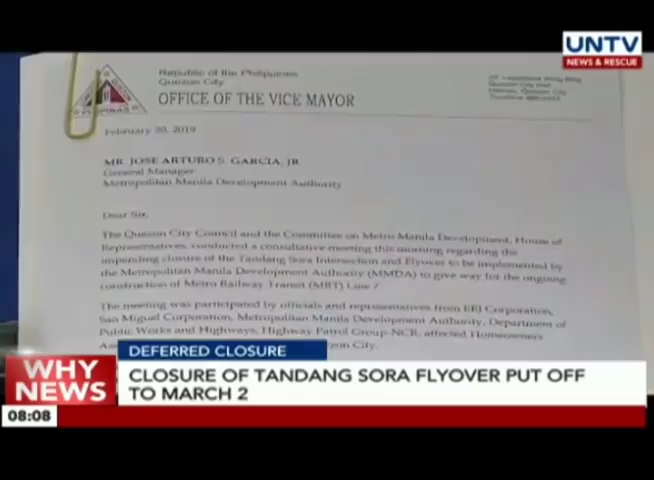 UNTV
NEWS & RESCUE
Republic of the Philippines
Quezon City
OFFICE OF THE VICE MAYOR
February 20, 2019
MR. JOSE ARTURO S. GARCIA, JR.
General Manager
Metropolitan Manila Development Authority
Dear Sir,
The Quezon City Council and the Committee on Metro Manila Development, House of
Representatives, conducted a consultative meeting this morning regarding the
impending closure of the Tandang Sora Intersection and Flyover to be implemented by
the Metropolitan Manila Development Authority (MMDA) to give way for the ongoing
construction of Metro Railway Transit (MRT) Line 7
The meeting was participated by officials and representatives from EEI Corporation,
San Miguel Corporation, Metropolitan Manila Development Authority, Department of
Public Works and Highways, Highway Patrol Group-NCR, affected Homeowners
City.
DEFERRED CLOSURE
WHY
NEWS
CLOSURE OF TANDANG SORA FLYOVER PUT OFF
TO MARCH 2
08:08